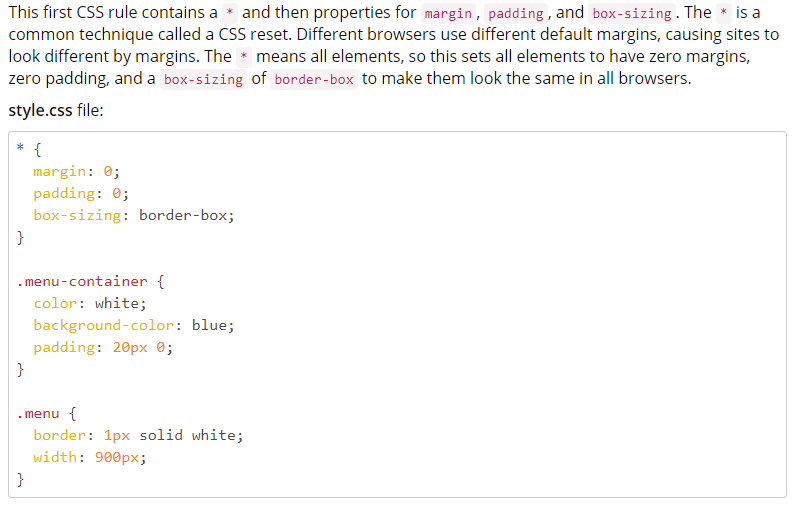 This first CSS rule contains a * and then properties for margin, padding, and box-sizing. The * is a
common technique called a CSS reset. Different browsers use different default margins, causing sites to
look different by margins. The * means all elements, so this sets all elements to have zero margins,
zero padding, and a box-sizing of border-box to make them look the same in all browsers.
style.css file:
* {
  margin: 0;
  padding: 0;
  box-sizing: border-box;
}

.menu-container {
  color: white;
  background-color: blue;
  padding: 20px 0;
}

.menu {
  border: 1px solid white;
  width: 900px;
}